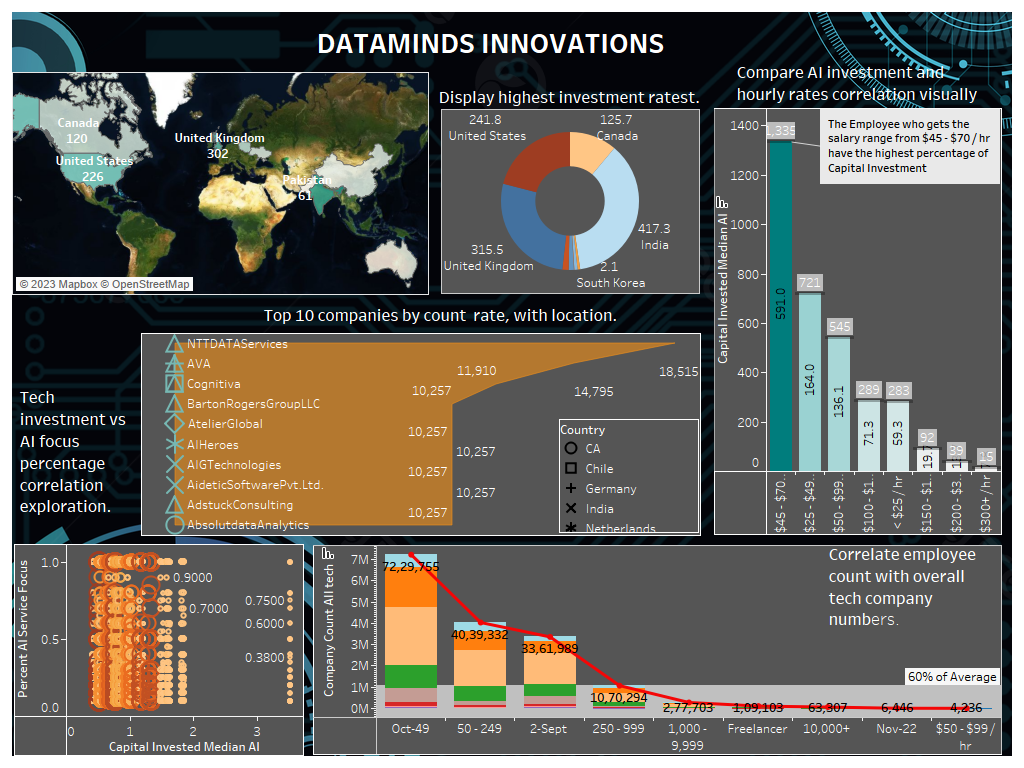 DATAMINDS INNOVATIONS
Canada
120
United States
226
United Kingdom
302
Pakistan
61
© 2023 Mapbox © OpenStreetMap
Display highest investment ratest.
241.8
United States
125.7
Canada
417.3
India
315.5
United Kingdom
2.1
South Korea
Compare AI investment and
hourly rates correlation visually
The Employee who gets the
salary range from $45 - $70 / hr
have the highest percentage of
Capital Investment
Capital Invested Median AI
1400
1200
1000
800
600
400
200
0
1,335
721
545
289
283
92
39
15
591.0
164.0
136.1
71.3
59.3
19.7
$45 - $70..
$25 - $49..
$50 - $99..
$100 - $1..
< $25 / hr
$150 - $1..
$200 - $3..
$300+ / hr
Top 10 companies by count rate, with location.
NTTDATAServices
AVA
Cognitiva
BartonRogersGroupLLC
AtelierGlobal
AIHeroes
AIGTechnologies
AideticSoftwarePvt.Ltd.
AdstuckConsulting
AbsolutdataAnalytics
18,515
11,910
14,795
10,257
10,257
10,257
10,257
10,257
10,257
Country
CA
Chile
Germany
India
Netherlands
Tech
investment vs
AI focus
percentage
correlation
exploration.
Percent AI Service Focus
1.0
0.5
0.0
0.9000
0.7000
0.7500
0.6000
0.3800
0
1
2
3
Capital Invested Median AI
Correlate employee
count with overall
tech company
numbers.
Company Count All tech
7M
6M
5M
4M
3M
2M
1M
0M
72,29,755
40,39,332
33,61,989
10,70,294
2,77,703
1,09,103
63,307
6,446
4,236
60% of Average
Oct-49
50 - 249
2-Sept
250 - 999
1,000 -
9,999
Freelancer
10,000+
Nov-22
$50 - $99 /
hr